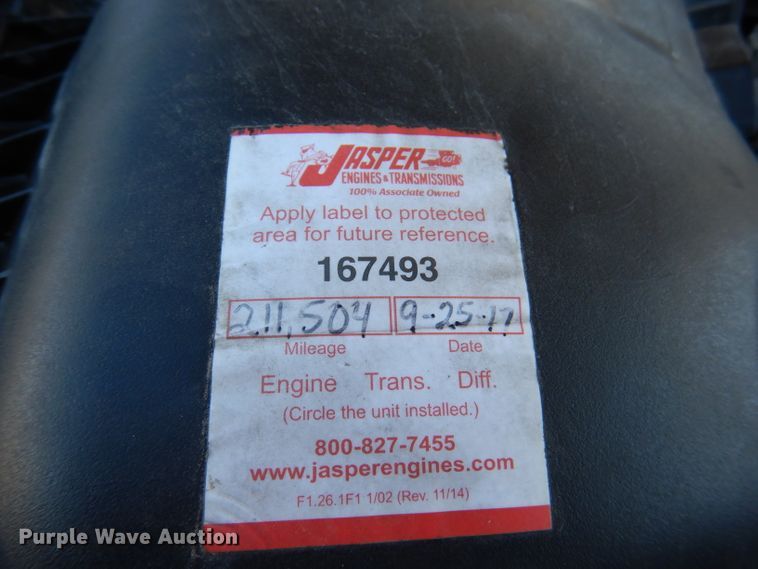 JASPER GO!
ENGINES & TRANSMISSIONS
100% Associate Owned
Apply label to protected
area for future reference.
167493
211,504 9-25-17
Mileage Date
Engine Trans. Diff.
(Circle the unit installed.)
800-827-7455
www.jasperengines.com
F1.26.1F1 1/02 (Rev. 11/14)
Purple Wave Auction®